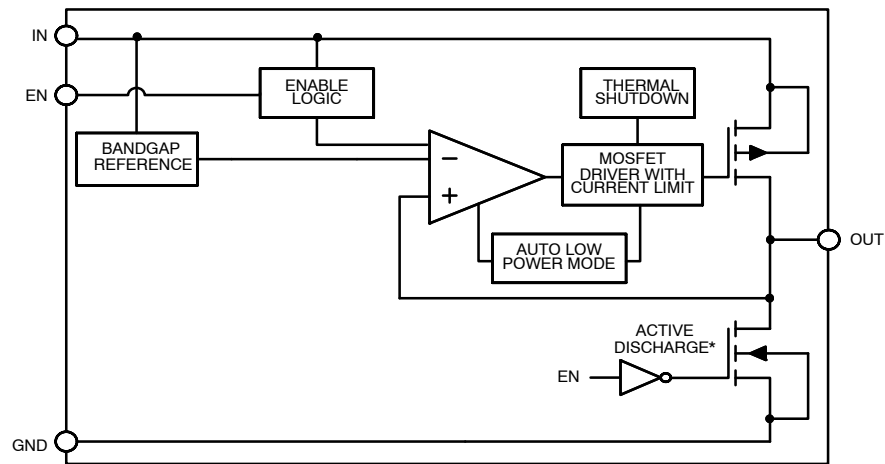 IN
ENABLE
LOGIC
THERMAL
SHUTDOWN
EN
BANDGAP
REFERENCE
−
+
MOSFET
DRIVER WITH
CURRENT LIMIT
OUT
AUTO LOW
POWER MODE
ACTIVE
DISCHARGE*
EN
GND